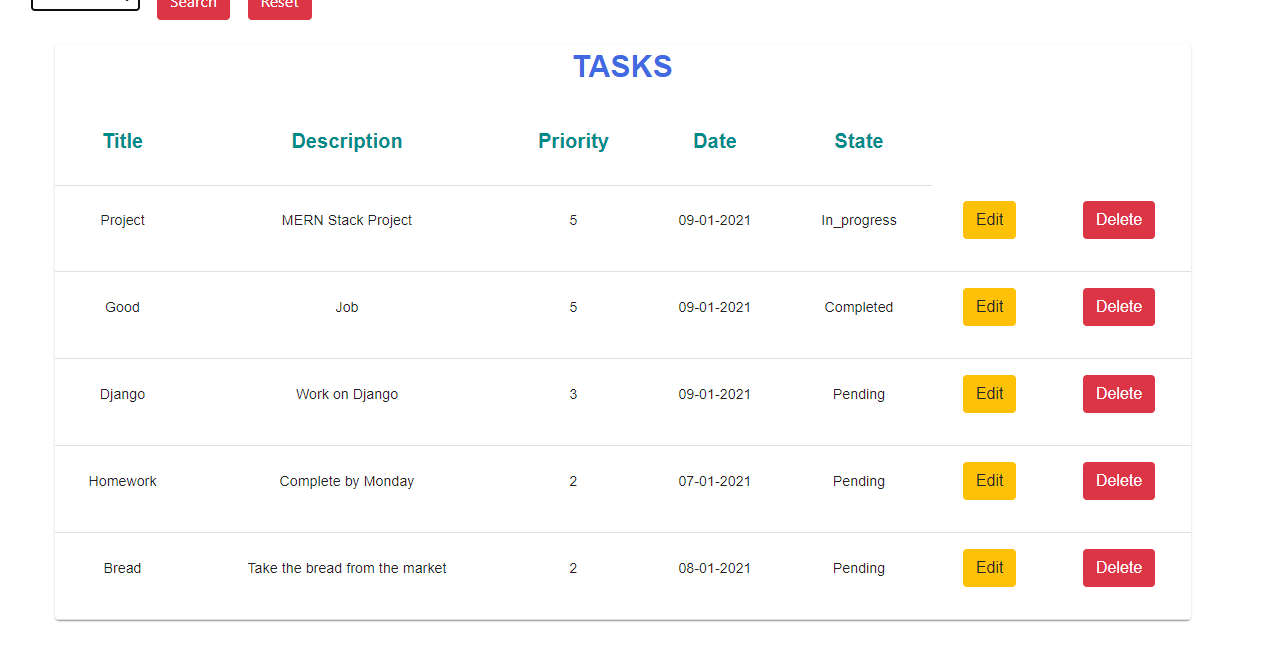 Search Reset
TASKS
Title Description Priority Date State
Project MERN Stack Project 5 09-01-2021 In_progress Edit Delete
Good Job 5 09-01-2021 Completed Edit Delete
Django Work on Django 3 09-01-2021 Pending Edit Delete
Homework Complete by Monday 2 07-01-2021 Pending Edit Delete
Bread Take the bread from the market 2 08-01-2021 Pending Edit Delete